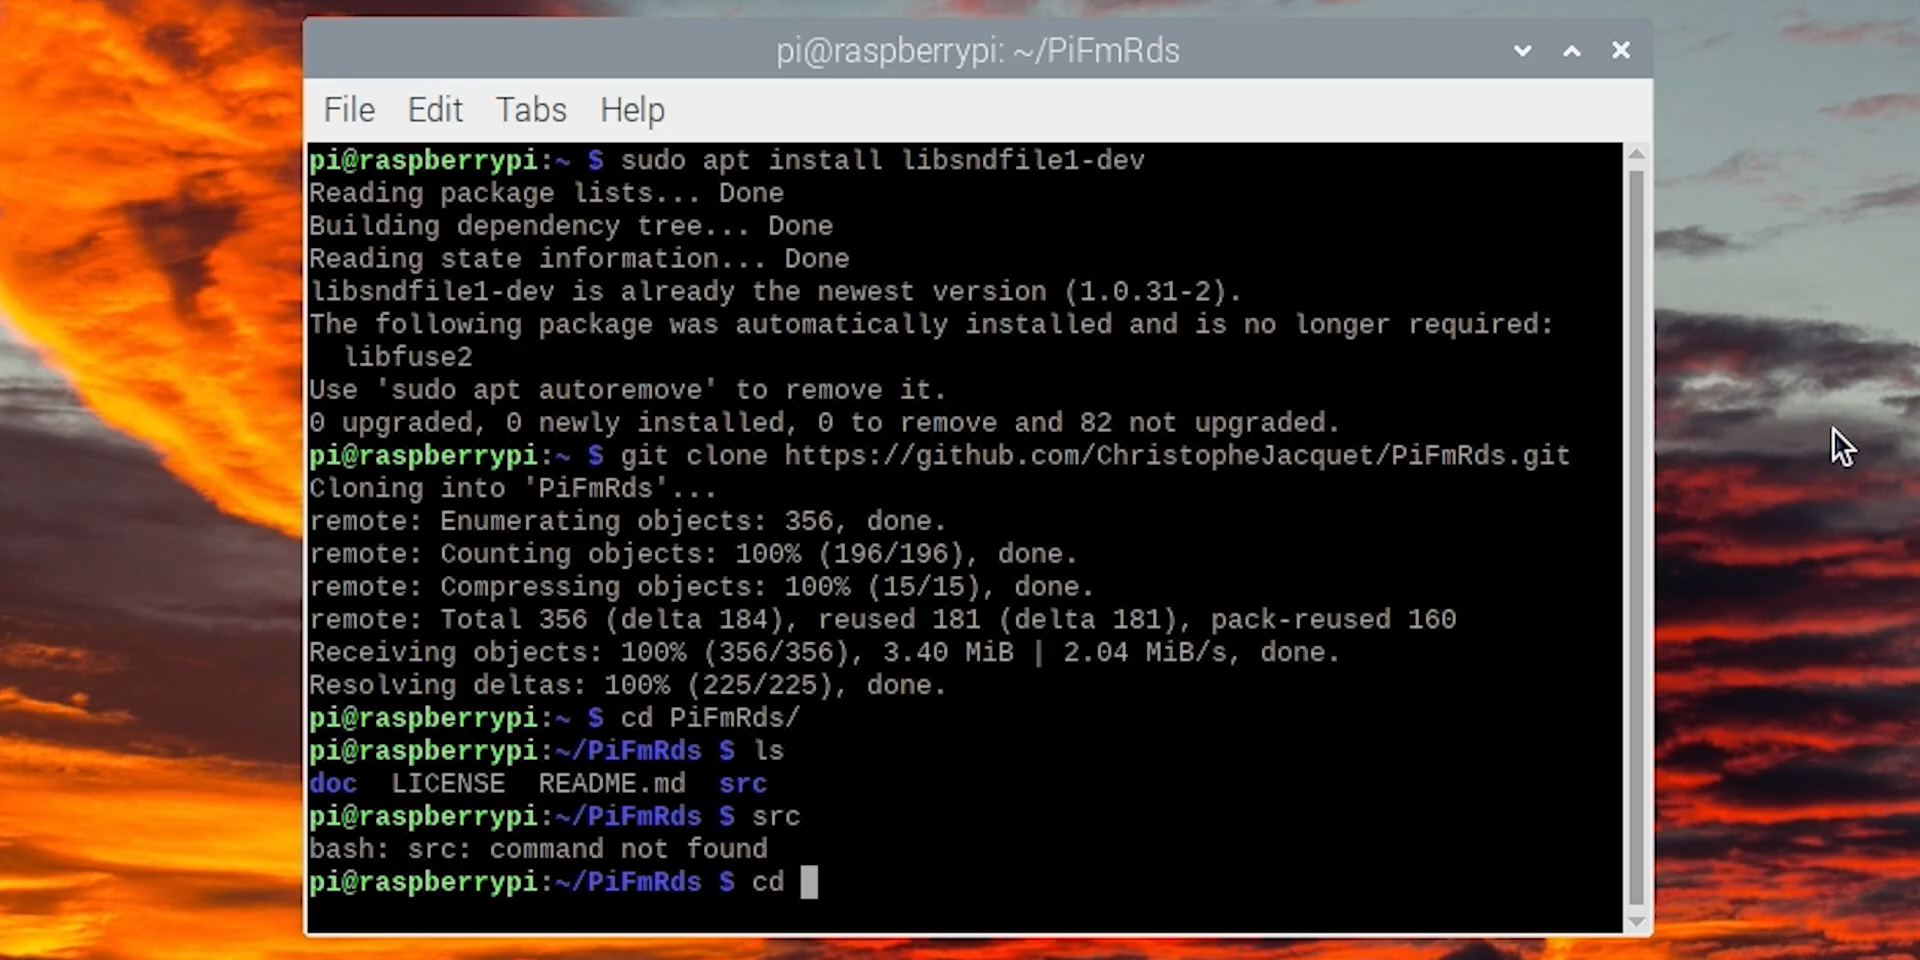 pi@raspberrypi: ~/PiFmRds
File Edit Tabs Help
pi@raspberrypi:~ $ sudo apt install libsndfile1-dev
Reading package lists... Done
Building dependency tree... Done
Reading state information... Done
libsndfile1-dev is already the newest version (1.0.31-2).
The following package was automatically installed and is no longer required:
  libfuse2
Use 'sudo apt autoremove' to remove it.
0 upgraded, 0 newly installed, 0 to remove and 82 not upgraded.
pi@raspberrypi:~ $ git clone https://github.com/ChristopheJacquet/PiFmRds.git
Cloning into 'PiFmRds'...
remote: Enumerating objects: 356, done.
remote: Counting objects: 100% (196/196), done.
remote: Compressing objects: 100% (15/15), done.
remote: Total 356 (delta 184), reused 181 (delta 181), pack-reused 160
Receiving objects: 100% (356/356), 3.40 MiB | 2.04 MiB/s, done.
Resolving deltas: 100% (225/225), done.
pi@raspberrypi:~ $ cd PiFmRds/
pi@raspberrypi:~/PiFmRds $ ls
doc  LICENSE  README.md  src
pi@raspberrypi:~/PiFmRds $ src
bash: src: command not found
pi@raspberrypi:~/PiFmRds $ cd